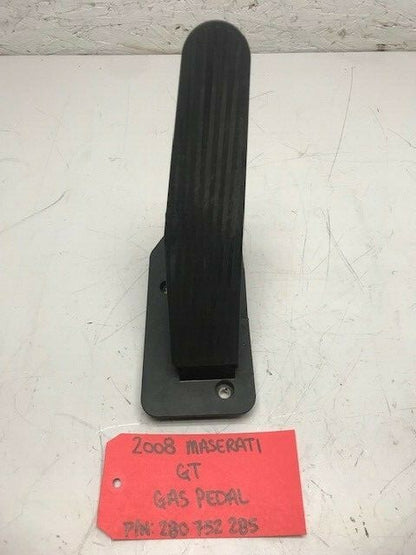 2008 MASERATI
GT
GAS PEDAL
P/N: 280 752 285